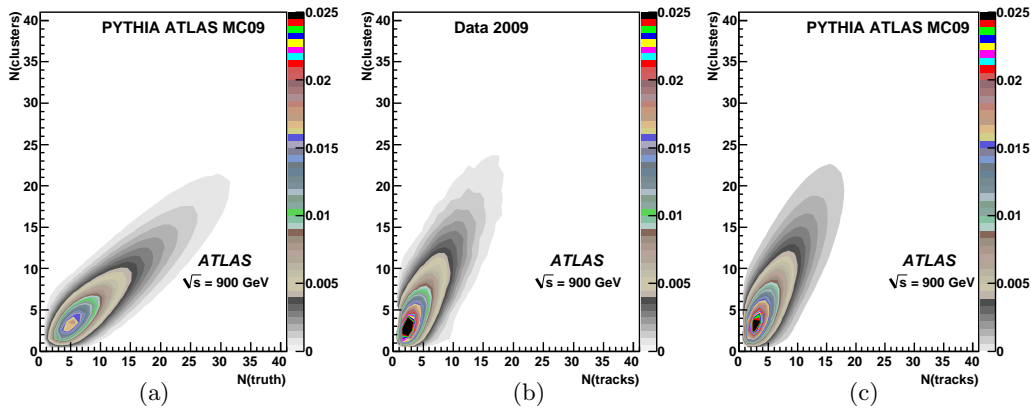 N(clusters)
PYTHIA ATLAS MC09
40
35
30
25
20
15
10
5
0
0 5 10 15 20 25 30 35 40
N(truth)
ATLAS
√s = 900 GeV
0.025
0.02
0.015
0.01
0.005
0
(a)
N(clusters)
Data 2009
40
35
30
25
20
15
10
5
0
0 5 10 15 20 25 30 35 40
N(tracks)
ATLAS
√s = 900 GeV
0.025
0.02
0.015
0.01
0.005
0
(b)
N(clusters)
PYTHIA ATLAS MC09
40
35
30
25
20
15
10
5
0
0 5 10 15 20 25 30 35 40
N(tracks)
ATLAS
√s = 900 GeV
0.025
0.02
0.015
0.01
0.005
0
(c)